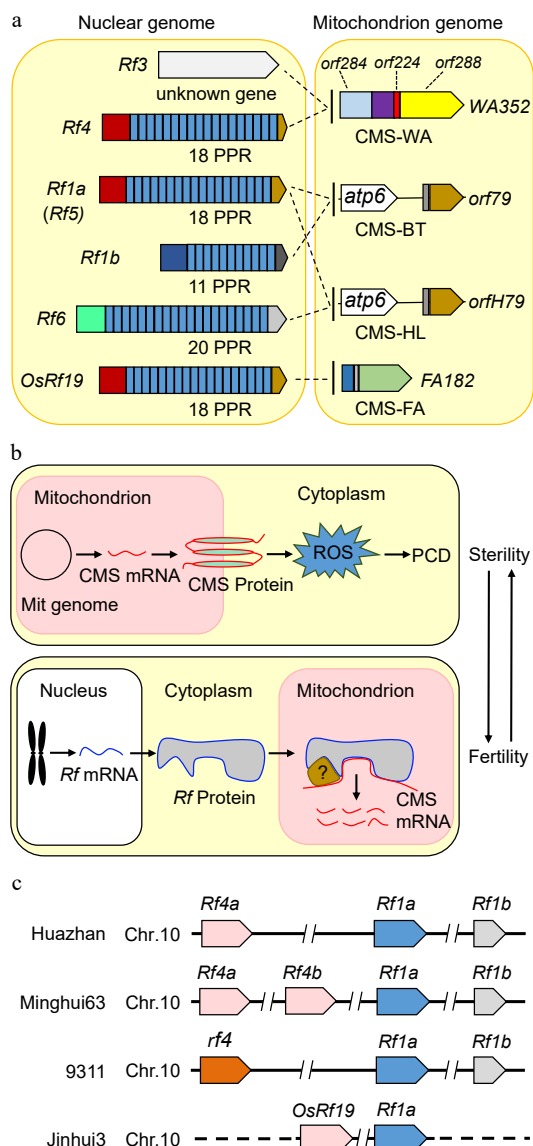 a
Nuclear genome
Mitochondrion genome
Rf3
unknown gene
Rf4
18 PPR
Rf1a
(Rf5)
18 PPR
Rf1b
11 PPR
Rf6
20 PPR
OsRf19
18 PPR
orf284
orf224
orf288
WA352
CMS-WA
atp6
orf79
CMS-BT
atp6
orfH79
CMS-HL
FA182
CMS-FA
b
Mitochondrion
Cytoplasm
Mit genome
CMS mRNA
CMS Protein
ROS
PCD
Sterility
Nucleus
Cytoplasm
Mitochondrion
Rf mRNA
Rf Protein
?
CMS
mRNA
Fertility
c
Rf4a Rf1a Rf1b
Huazhan Chr.10
Rf4a Rf4b Rf1a Rf1b
Minghui63 Chr.10
rf4 Rf1a Rf1b
9311 Chr.10
OsRf19 Rf1a
Jinhui3 Chr.10